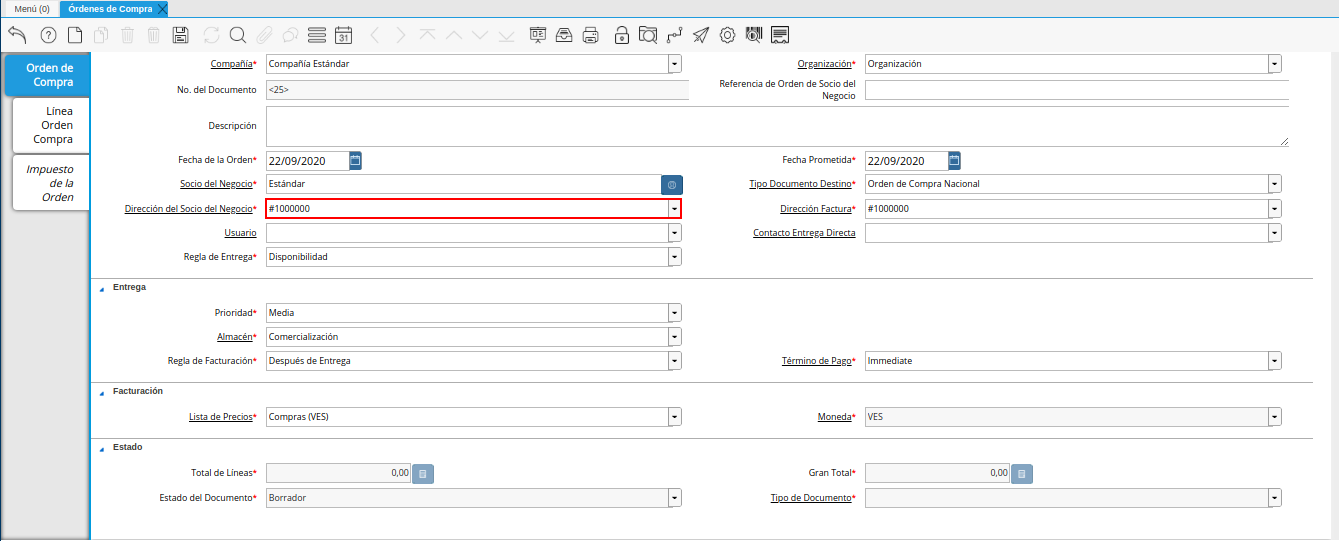 Menú (0)
Órdenes de Compra
31
Orden de
Compra
Línea
Orden
Compra
Impuesto
de la
Orden
Compañía* Compañía Estándar
Organización* Organización
No. del Documento <25>
Referencia de Orden de Socio del
Negocio
Descripción
Fecha de la Orden* 22/09/2020
Fecha Prometida* 22/09/2020
Socio del Negocio* Estándar
Tipo Documento Destino* Orden de Compra Nacional
Dirección del Socio del Negocio* #1000000
Dirección Factura* #1000000
Usuario
Contacto Entrega Directa
Regla de Entrega* Disponibilidad
Entrega
Prioridad* Media
Almacén* Comercialización
Regla de Facturación* Después de Entrega
Término de Pago* Immediate
Facturación
Lista de Precios* Compras (VES)
Moneda* VES
Estado
Total de Líneas* 0,00
Gran Total* 0,00
Estado del Documento* Borrador
Tipo de Documento*